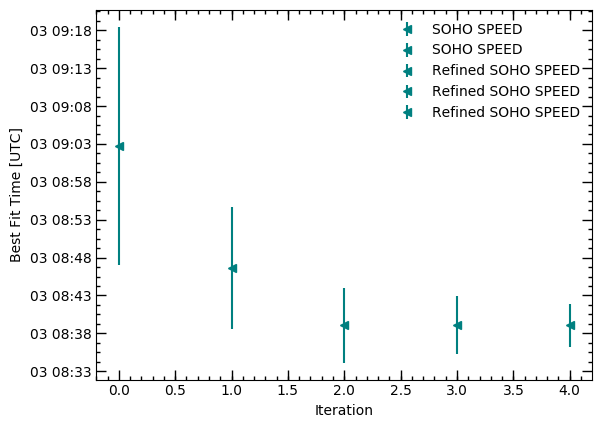 SOHO SPEED
SOHO SPEED
Refined SOHO SPEED
Refined SOHO SPEED
Refined SOHO SPEED
Best Fit Time [UTC]
03 09:18
03 09:13
03 09:08
03 09:03
03 08:58
03 08:53
03 08:48
03 08:43
03 08:38
03 08:33
0.0 0.5 1.0 1.5 2.0 2.5 3.0 3.5 4.0
Iteration